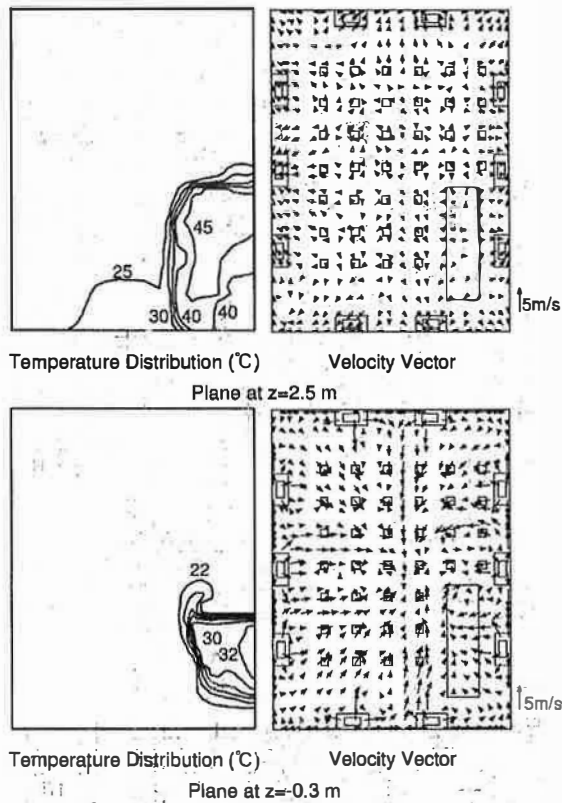 45
25
30
40
40
5m/s
Temperature Distribution (℃)
Velocity Vector
Plane at z=2.5 m
22
30
32
5m/s
Temperature Distribution (℃)
Velocity Vector
Plane at z=-0.3 m